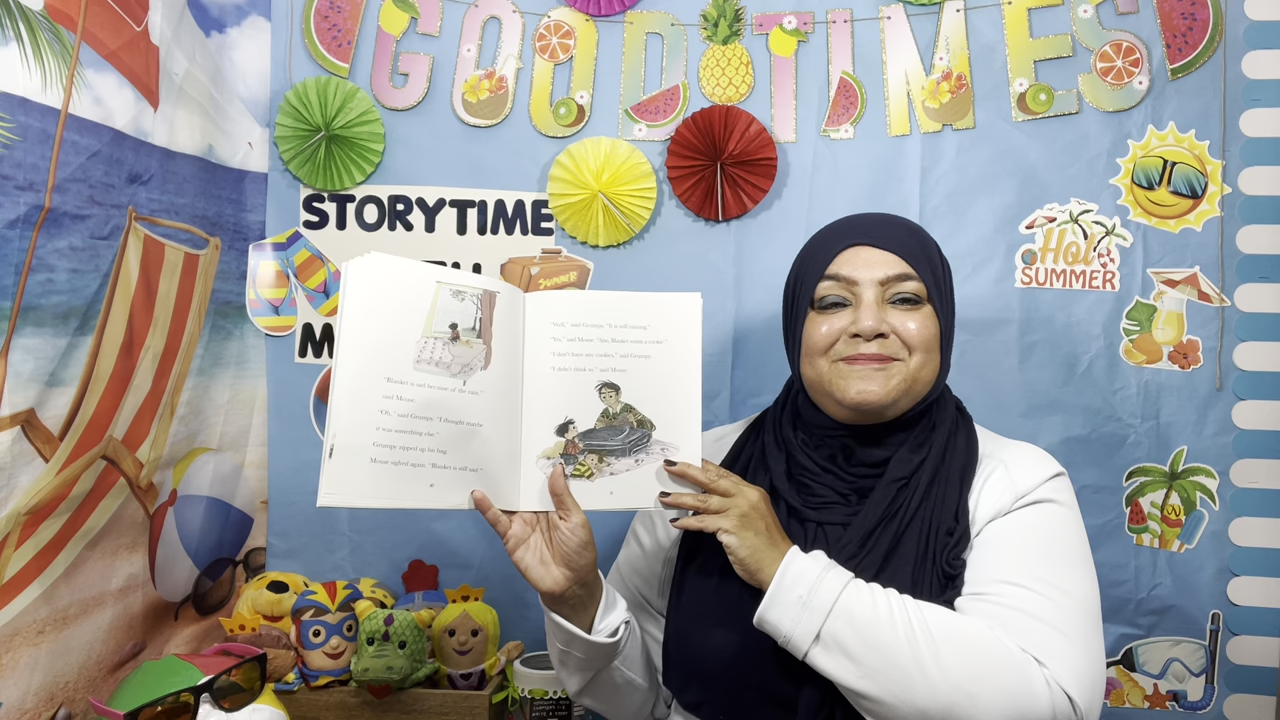 GOOD TIMES
STORYTIME
SUMMER
M
Hot
SUMMER
"Blanket is sad because of the rain,"
said Mouse.
"Oh," said Grumpy. "I thought maybe
it was something else."
Grumpy zipped up his bag.
Mouse sighed again. "Blanket is still sad."
"Well," said Grumpy. "It is still raining."
"Yes," said Mouse. "Also, Blanket wants a cookie."
"I don't have any cookies," said Grumpy.
"I didn't think so," said Mouse.